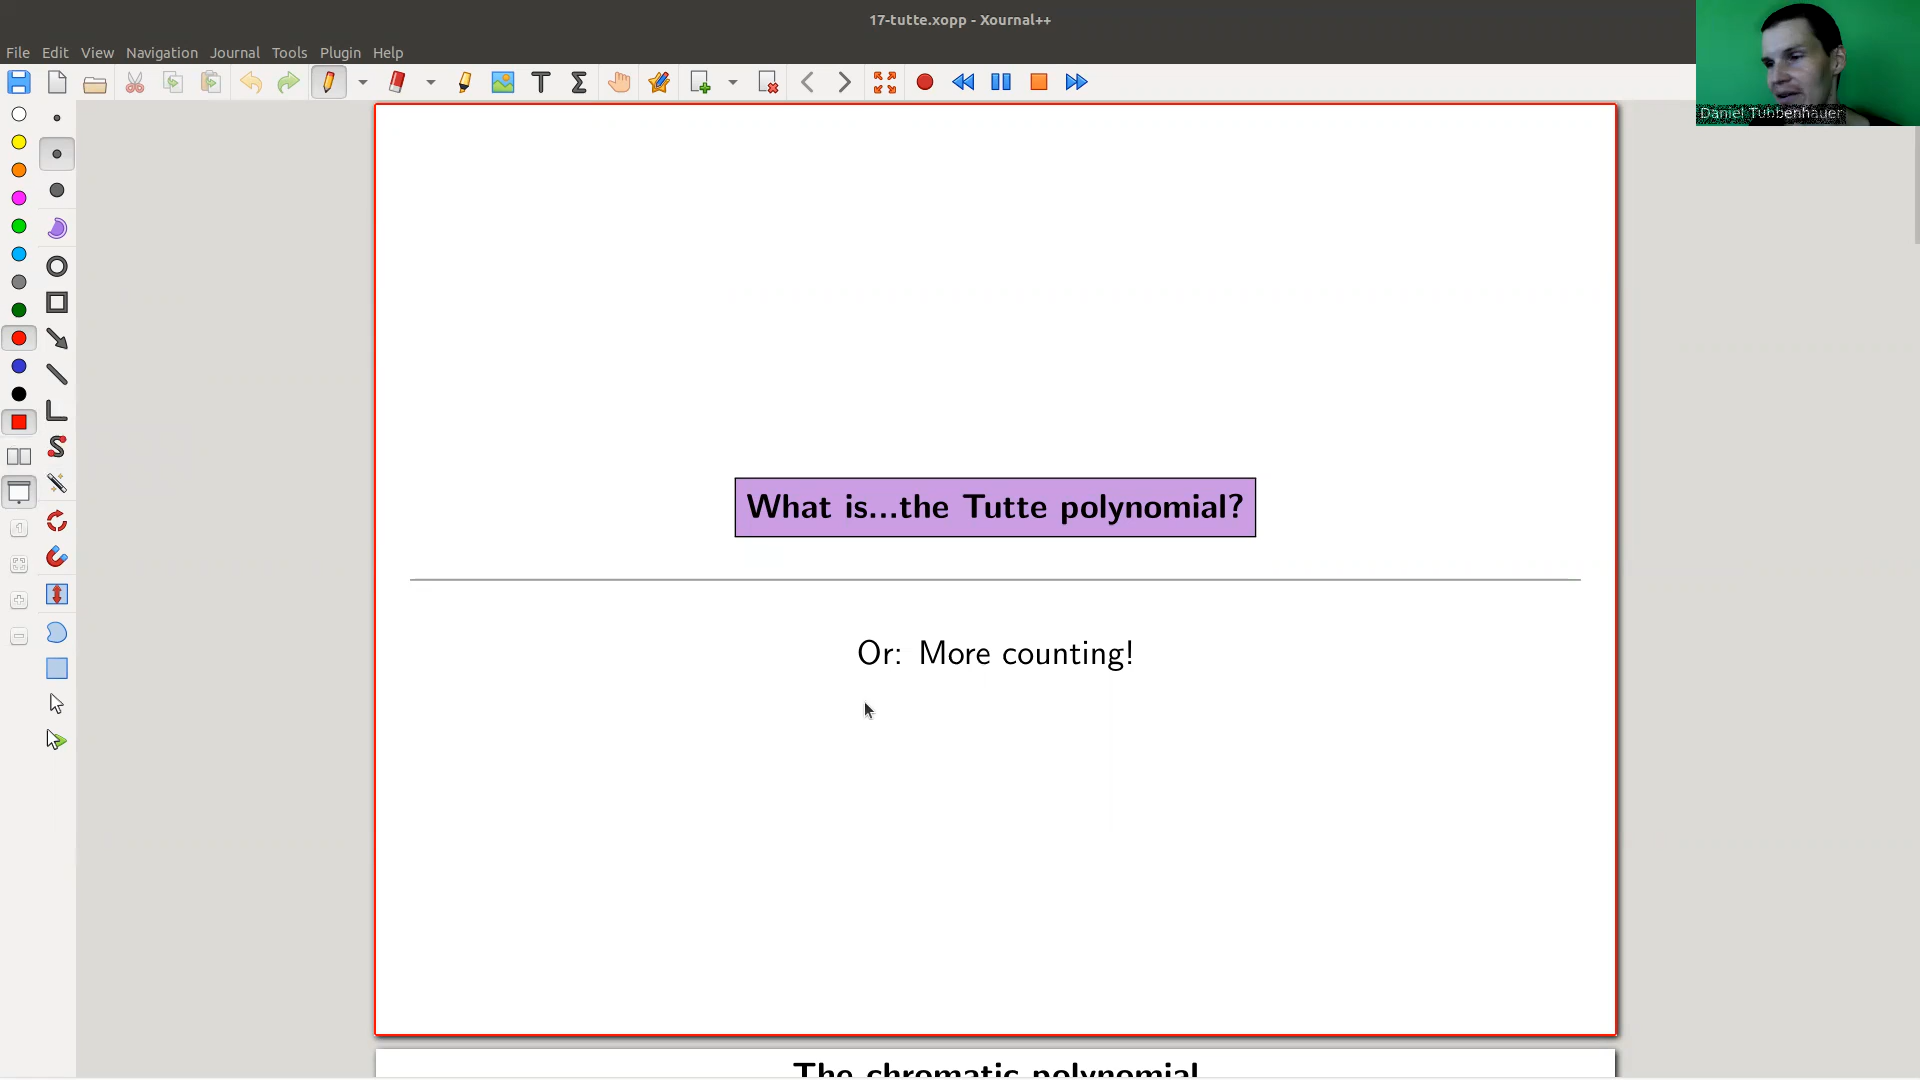 17-tutte.xopp - Xournal++
File Edit View Navigation Journal Tools Plugin Help
Daniel Tubbenhauer
What is...the Tutte polynomial?
Or: More counting!
The chromatic polynomial